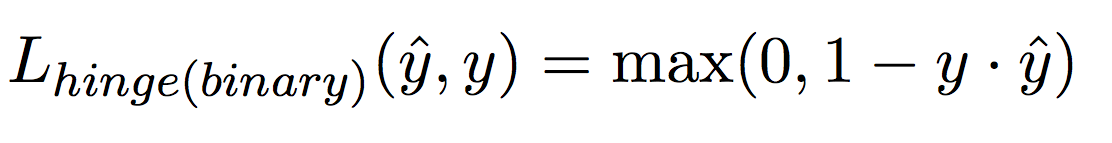 L_{hinge(binary)}(ŷ, y) = max(0, 1 − y · ŷ)